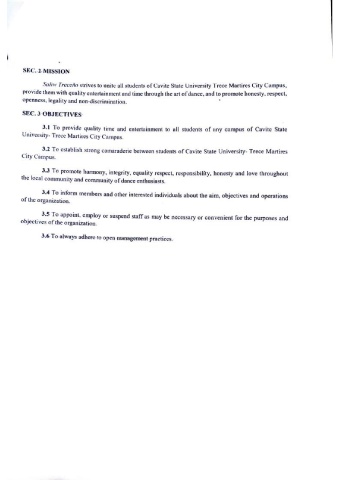 SEC. 2 MISSION
Salin Treceño strives to unite all students of Cavite State University Trece Martires City Campus,
provide them with quality entertainment and time through the art of dance, and to promote honesty, respect,
openness, legality and non-discrimination.
SEC. 3 OBJECTIVES
3.1 To provide quality time and entertainment to all students of any campus of Cavite State
University- Trece Martires City Campus.
3.2 To establish strong camaraderie between students of Cavite State University- Trece Martires
City Campus.
3.3 To promote harmony, integrity, equality respect, responsibility, honesty and love throughout
the local community and community of dance enthusiasts.
3.4 To inform members and other interested individuals about the aim, objectives and operations
of the organization.
3.5 To appoint, employ or suspend staff as may be necessary or convenient for the purposes and
objectives of the organization.
3.6 To always adhere to open management practices.